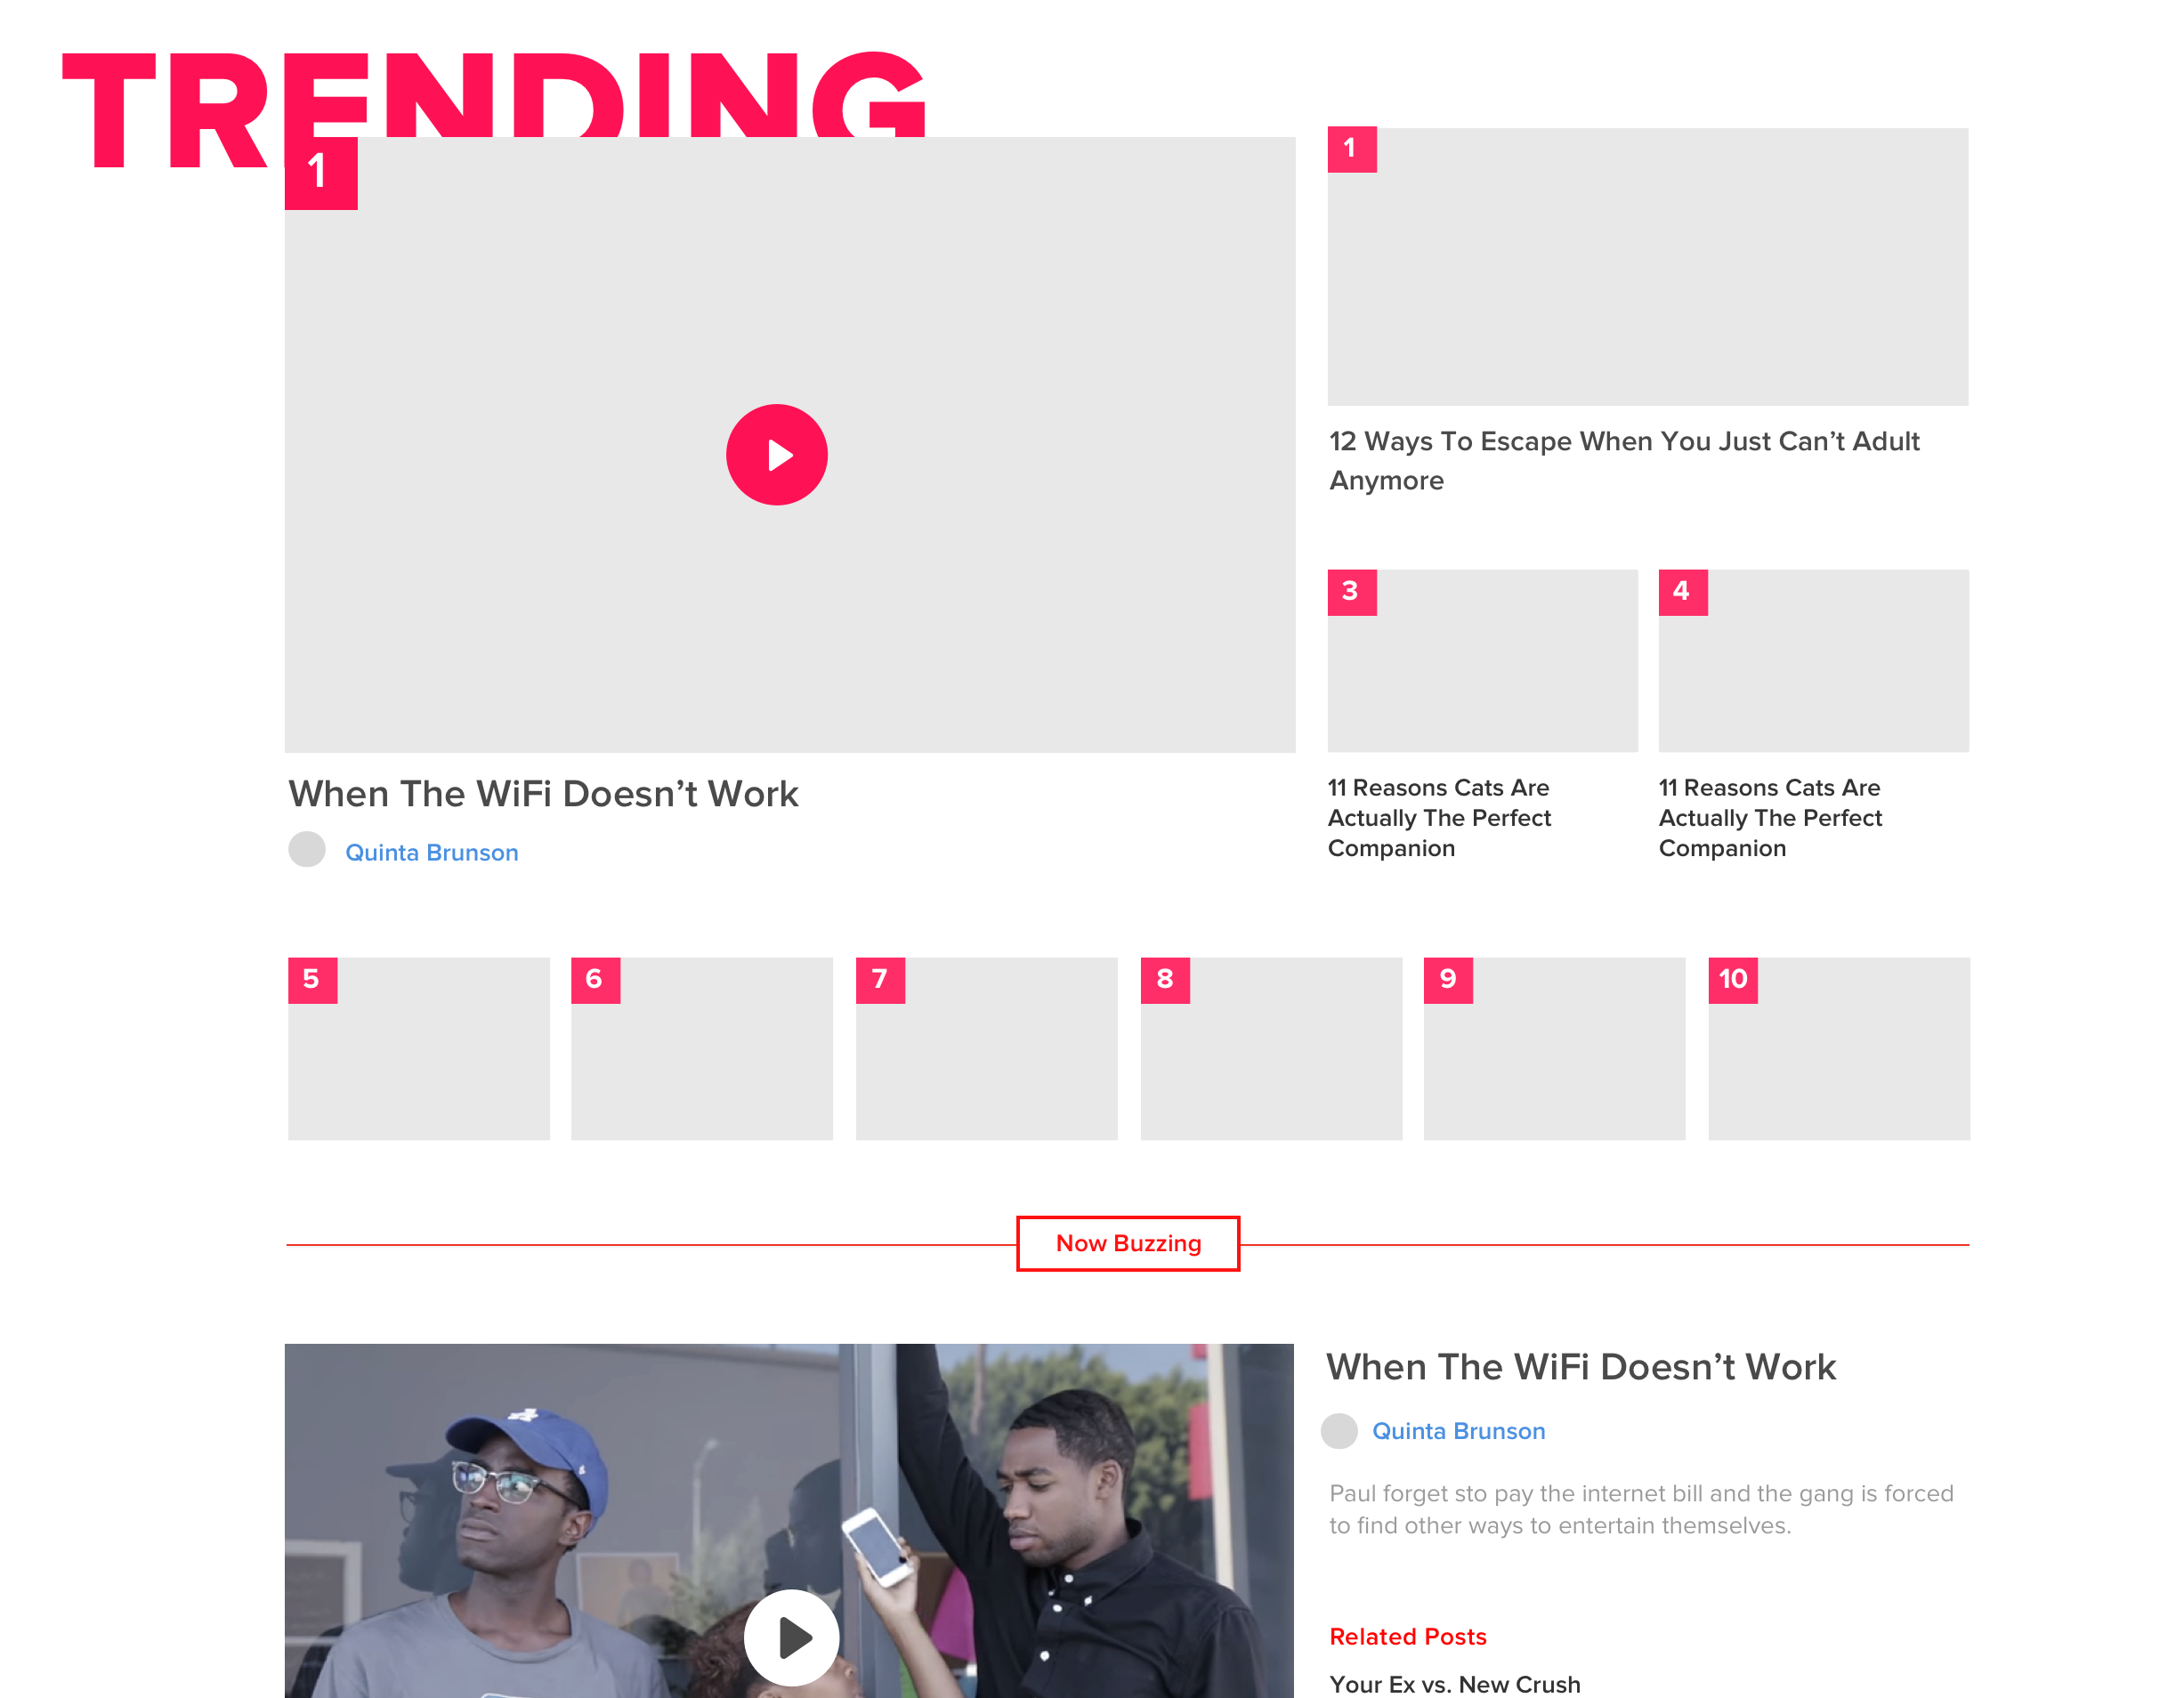 TRENDING
1
1
12 Ways To Escape When You Just Can’t Adult
Anymore
3
4
When The WiFi Doesn’t Work
Quinta Brunson
11 Reasons Cats Are
Actually The Perfect
Companion
11 Reasons Cats Are
Actually The Perfect
Companion
5
6
7
8
9
10
Now Buzzing
When The WiFi Doesn’t Work
Quinta Brunson
Paul forget sto pay the internet bill and the gang is forced
to find other ways to entertain themselves.
Related Posts
Your Ex vs. New Crush